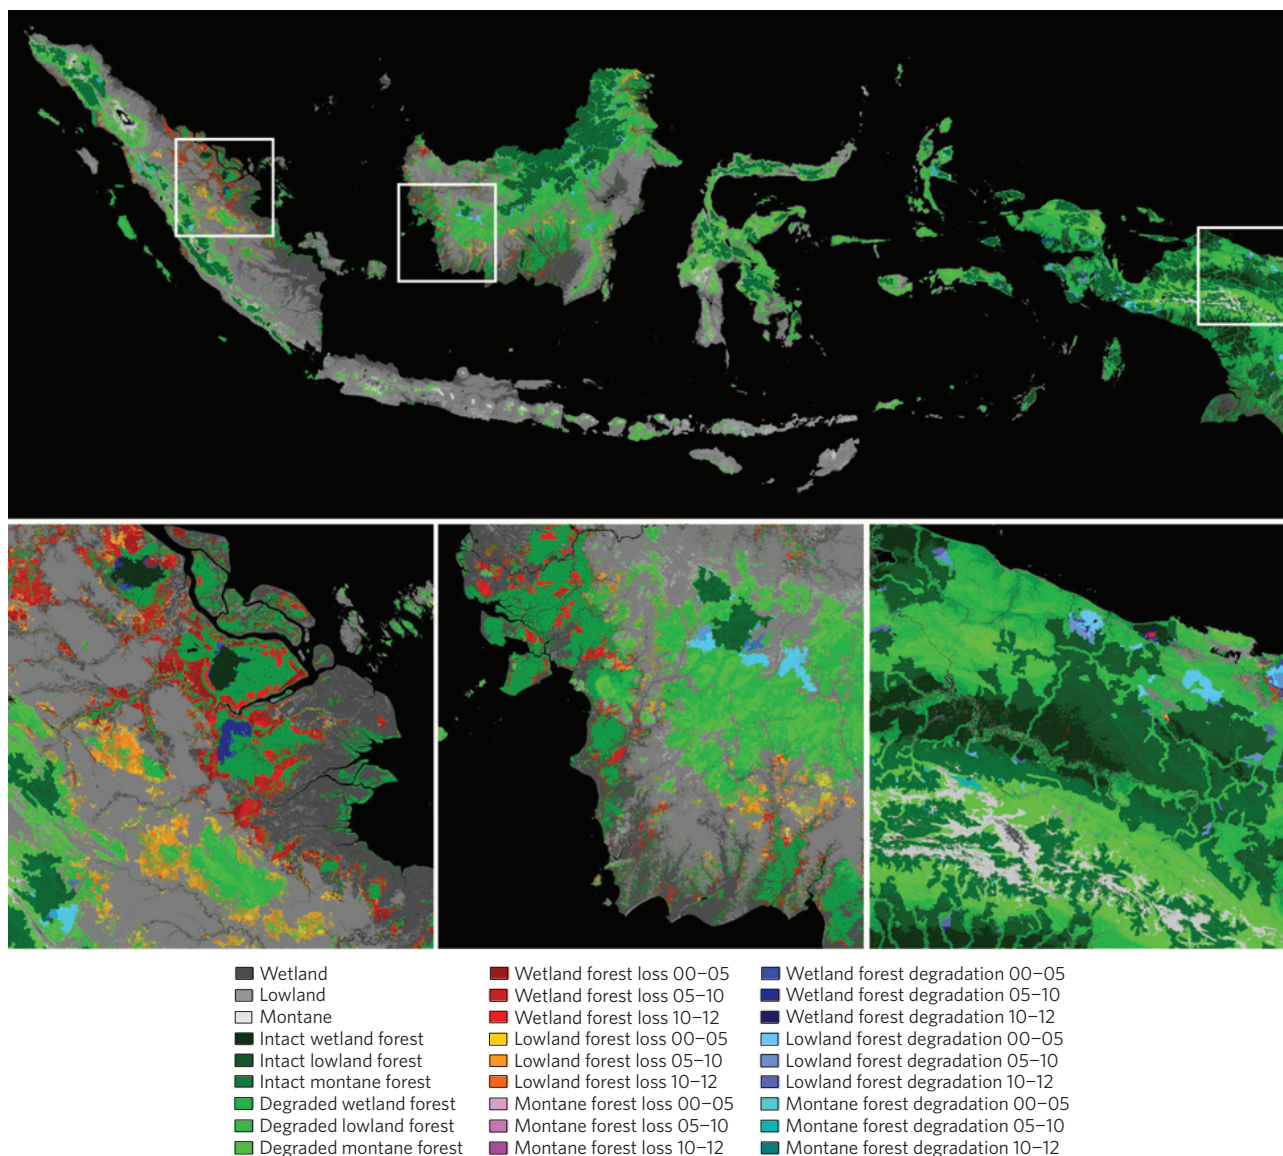 Wetland
Lowland
Montane
Intact wetland forest
Intact lowland forest
Intact montane forest
Degraded wetland forest
Degraded lowland forest
Degraded montane forest
Wetland forest loss 00–05
Wetland forest loss 05–10
Wetland forest loss 10–12
Lowland forest loss 00–05
Lowland forest loss 05–10
Lowland forest loss 10–12
Montane forest loss 00–05
Montane forest loss 05–10
Montane forest loss 10–12
Wetland forest degradation 00–05
Wetland forest degradation 05–10
Wetland forest degradation 10–12
Lowland forest degradation 00–05
Lowland forest degradation 05–10
Lowland forest degradation 10–12
Montane forest degradation 00–05
Montane forest degradation 05–10
Montane forest degradation 10–12